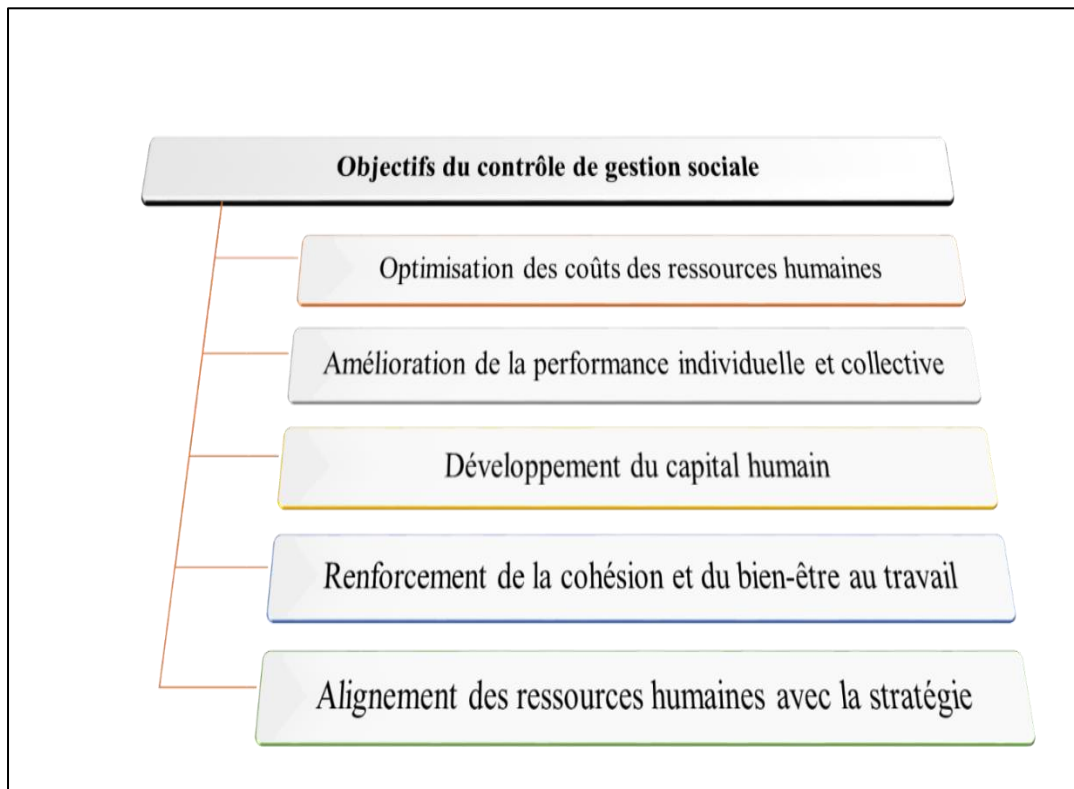 Objectifs du contrôle de gestion sociale
Optimisation des coûts des ressources humaines
Amélioration de la performance individuelle et collective
Développement du capital humain
Renforcement de la cohésion et du bien-être au travail
Alignement des ressources humaines avec la stratégie